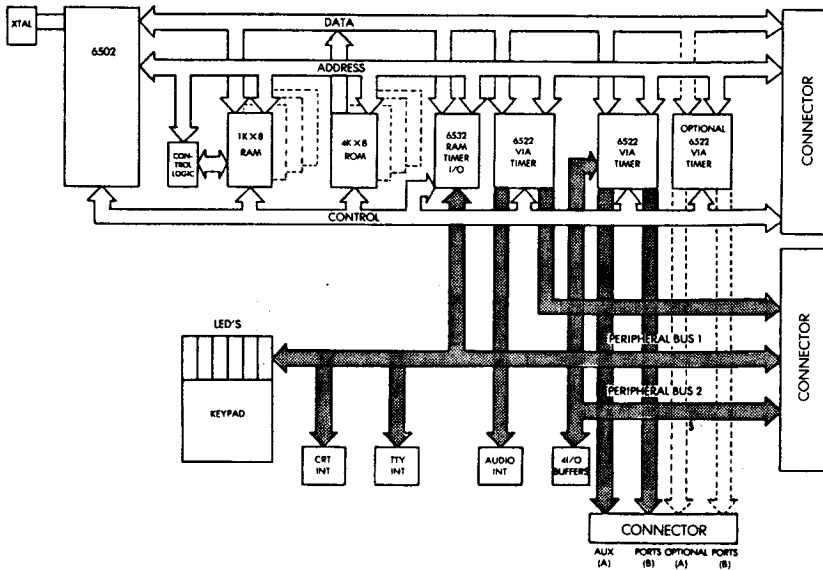 XTAL
6502
DATA
ADDRESS
CONNECTOR
CON-
TROL
LOGIC
1K×8
RAM
4K×8
ROM
6532
RAM
TIMER
I/O
6522
VIA
TIMER
6522
VIA
TIMER
OPTIONAL
6522
VIA
TIMER
CONTROL
LED'S
KEYPAD
PERIPHERAL BUS 1
PERIPHERAL BUS 2
CONNECTOR
CRT
INT
TTY
INT
AUDIO
INT
4I/O
BUFFERS
CONNECTOR
AUX
(A)
PORTS
(B)
OPTIONAL
(A)
PORTS
(B)